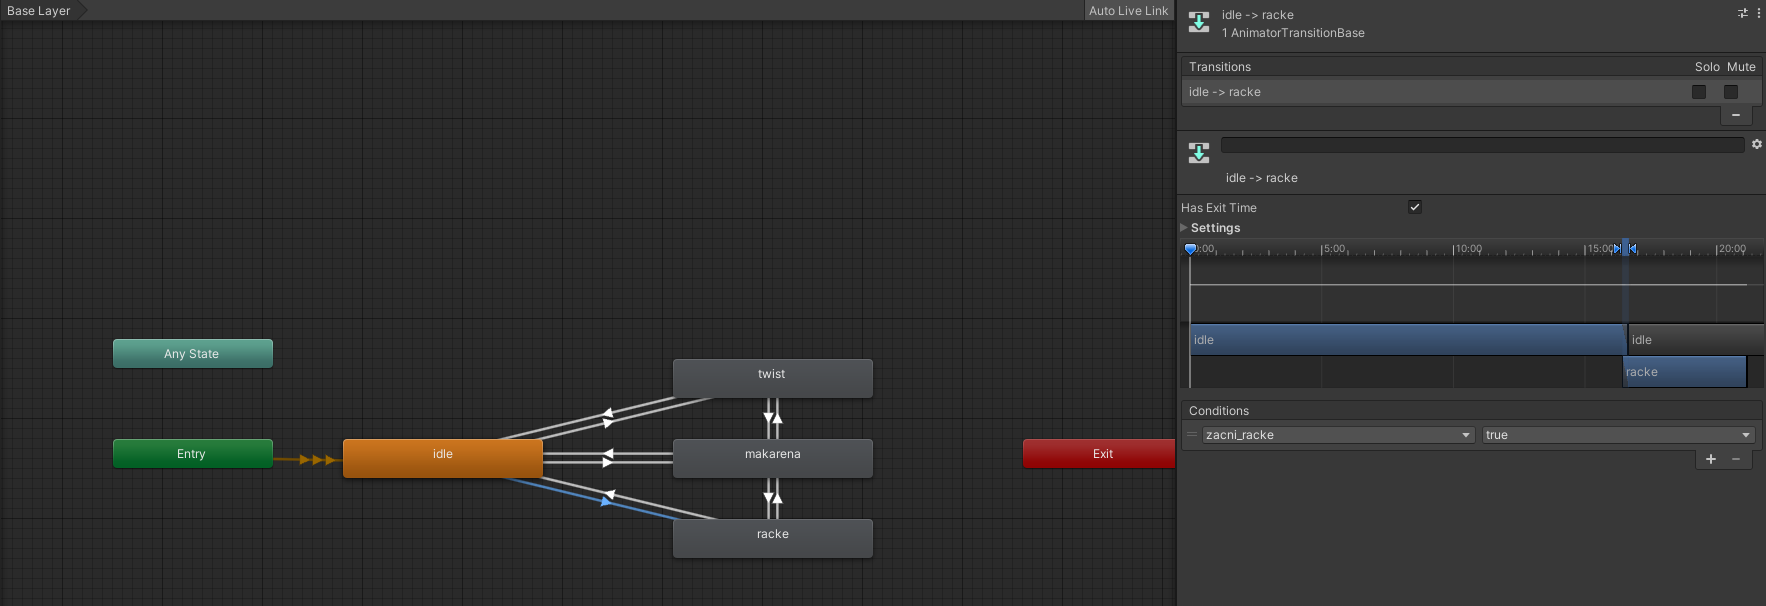 Base Layer
Auto Live Link
Any State
Entry
idle
twist
makarena
racke
Exit
idle -> racke
1 AnimatorTransitionBase
Transitions
Solo Mute
idle -> racke
idle -> racke
Has Exit Time
Settings
0:00 5:00 10:00 15:00 20:00
idle idle
racke
Conditions
zacni_racke true